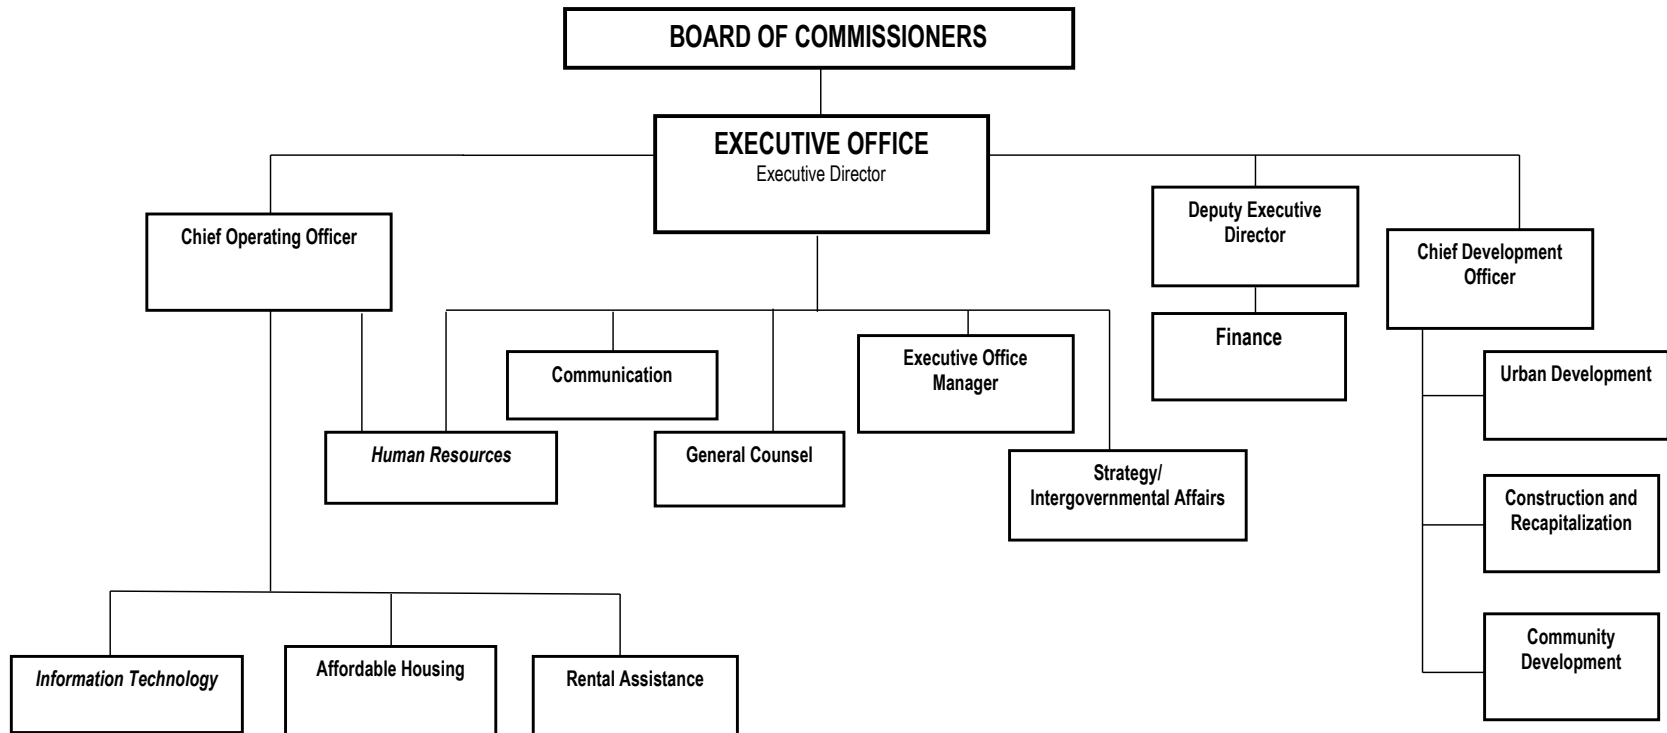 BOARD OF COMMISSIONERS
EXECUTIVE OFFICE
Executive Director
Chief Operating Officer
Deputy Executive
Director
Chief Development
Officer
Finance
Communication
Executive Office
Manager
Urban Development
Human Resources
General Counsel
Strategy/
Intergovernmental Affairs
Construction and
Recapitalization
Community
Development
Information Technology
Affordable Housing
Rental Assistance